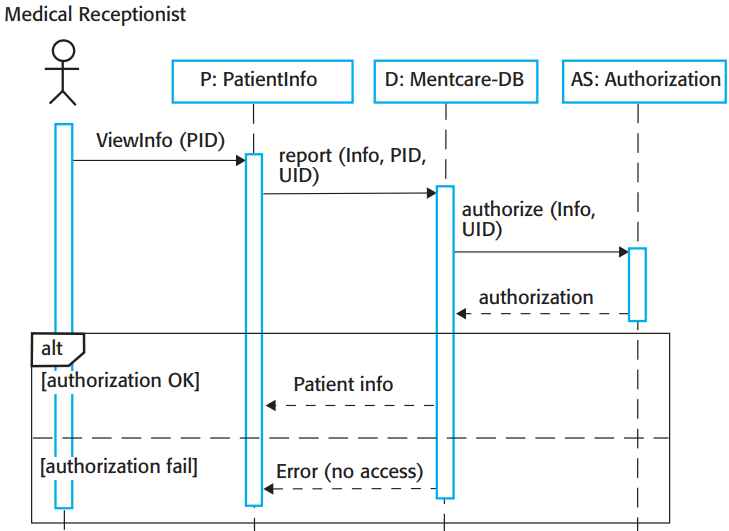 Medical Receptionist
P: PatientInfo
D: Mentcare-DB
AS: Authorization
ViewInfo (PID)
report (Info, PID,
UID)
authorize (Info,
UID)
authorization
alt
[authorization OK]
Patient info
[authorization fail]
Error (no access)